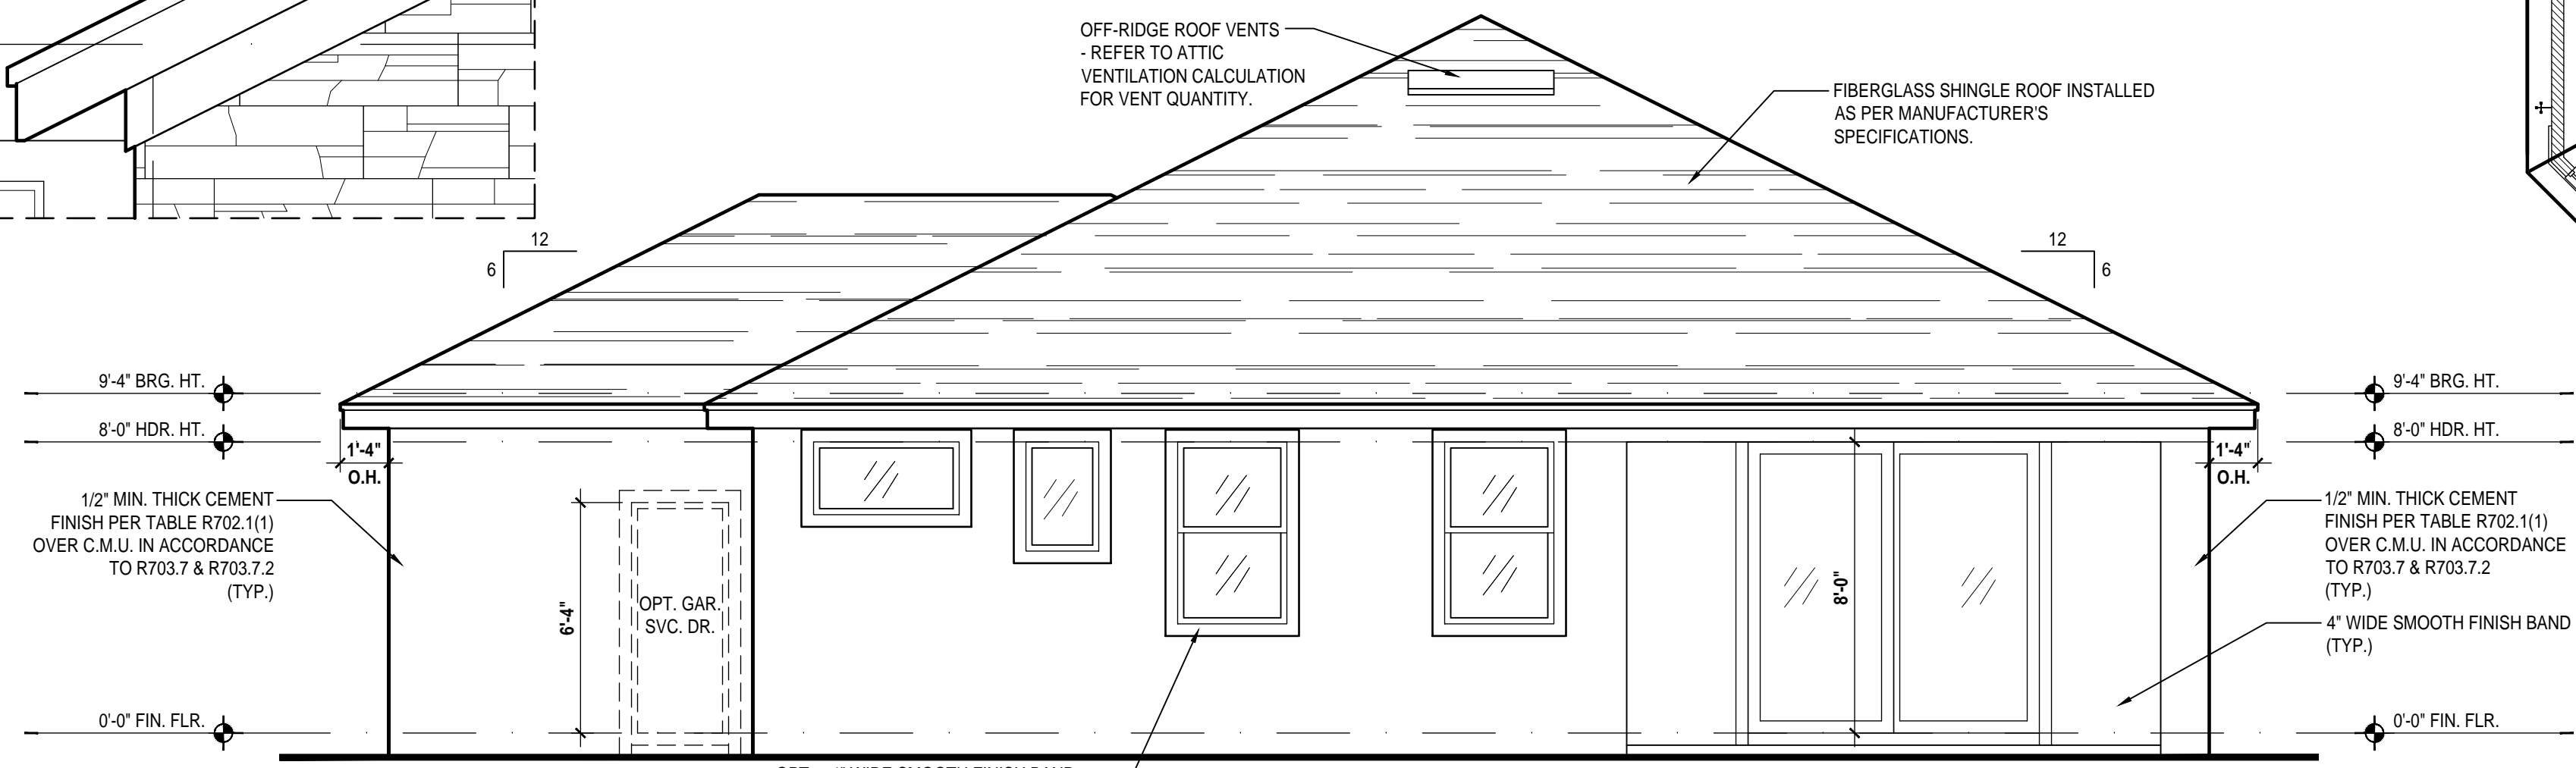 OFF-RIDGE ROOF VENTS
- REFER TO ATTIC
VENTILATION CALCULATION
FOR VENT QUANTITY.
FIBERGLASS SHINGLE ROOF INSTALLED
AS PER MANUFACTURER'S
SPECIFICATIONS.
12
6
12
6
9'-4" BRG. HT.
8'-0" HDR. HT.
1'-4"
O.H.
1/2" MIN. THICK CEMENT
FINISH PER TABLE R702.1(1)
OVER C.M.U. IN ACCORDANCE
TO R703.7 & R703.7.2
(TYP.)
6'-4"
OPT. GAR.
SVC. DR.
0'-0" FIN. FLR.
8'-0"
9'-4" BRG. HT.
8'-0" HDR. HT.
1'-4"
O.H.
1/2" MIN. THICK CEMENT
FINISH PER TABLE R702.1(1)
OVER C.M.U. IN ACCORDANCE
TO R703.7 & R703.7.2
(TYP.)
4" WIDE SMOOTH FINISH BAND
(TYP.)
0'-0" FIN. FLR.